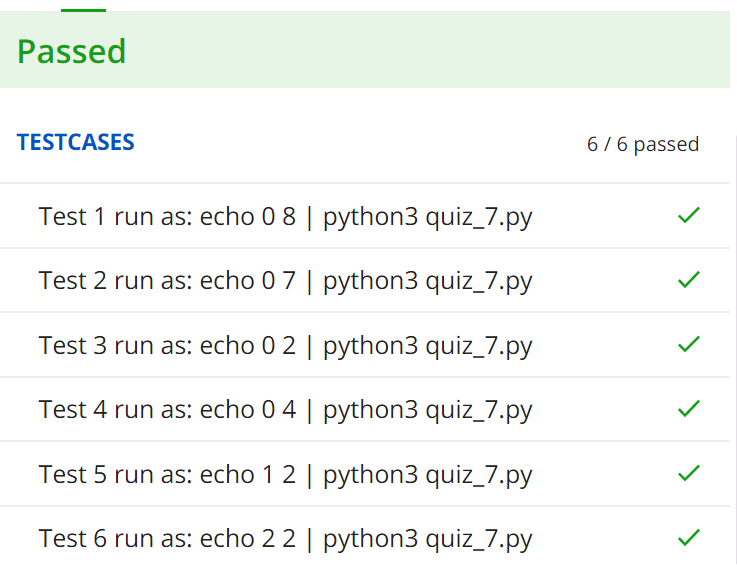 Passed
TESTCASES 6 / 6 passed
Test 1 run as: echo 0 8 | python3 quiz_7.py
Test 2 run as: echo 0 7 | python3 quiz_7.py
Test 3 run as: echo 0 2 | python3 quiz_7.py
Test 4 run as: echo 0 4 | python3 quiz_7.py
Test 5 run as: echo 1 2 | python3 quiz_7.py
Test 6 run as: echo 2 2 | python3 quiz_7.py